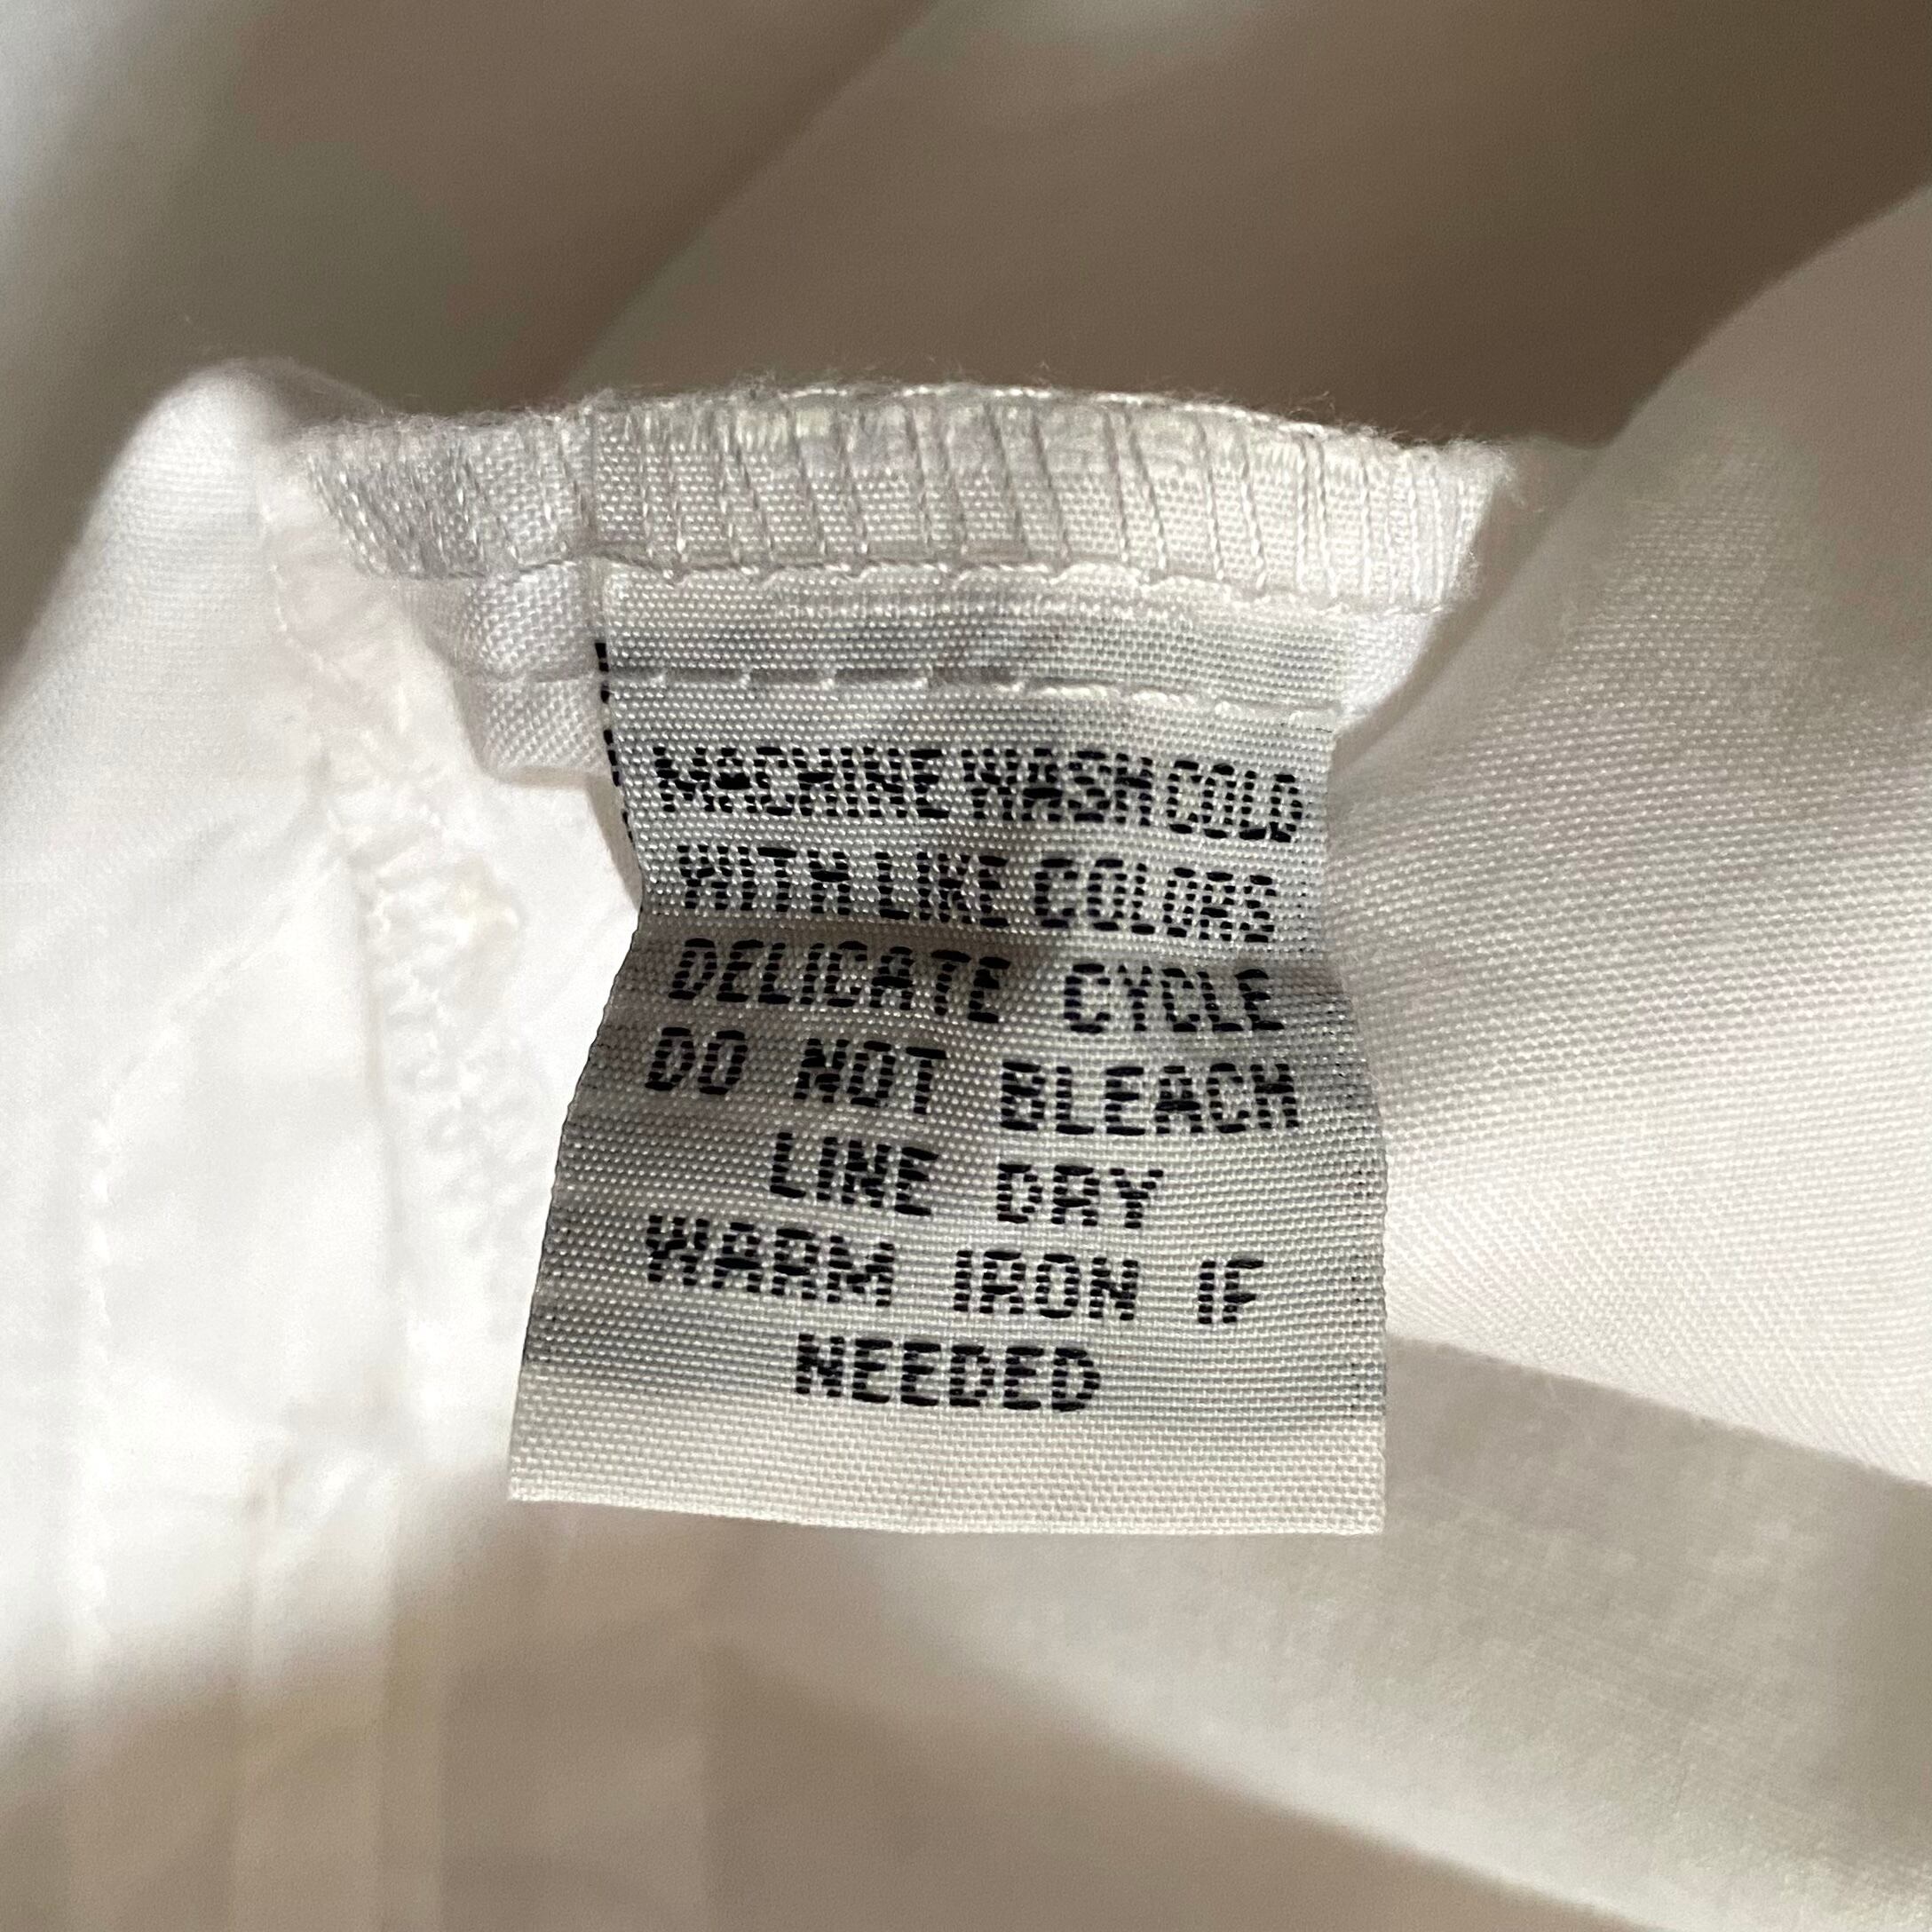 MACHINE WASH COLD
WITH LIKE COLORS
DELICATE CYCLE
DO NOT BLEACH
LINE DRY
WARM IRON IF
NEEDED